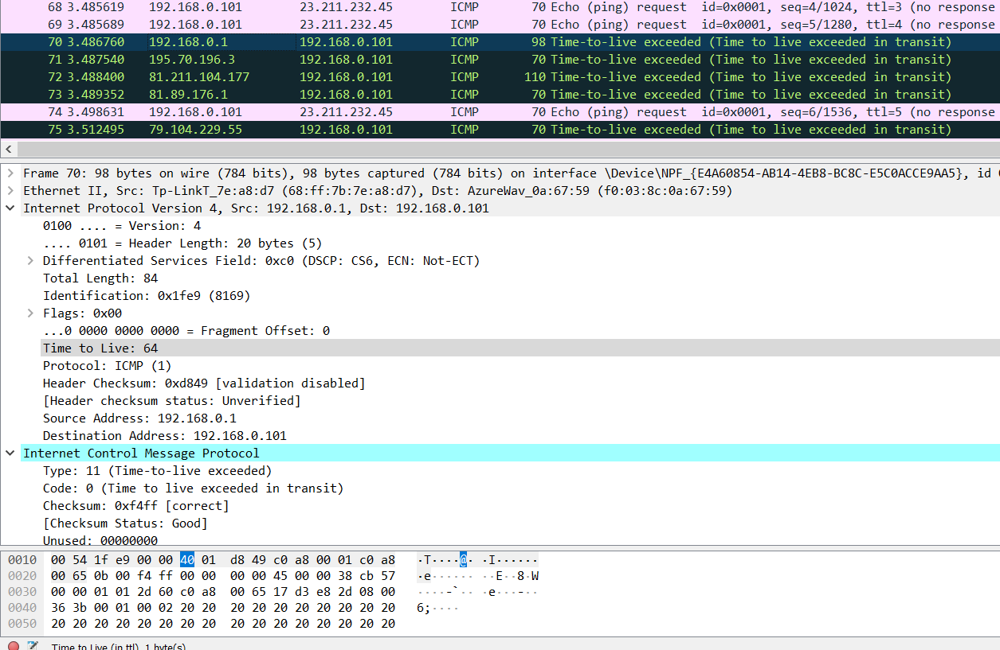 68 3.485619 192.168.0.101 23.211.232.45 ICMP 70 Echo (ping) request id=0x0001, seq=4/1024, ttl=3 (no response
69 3.485689 192.168.0.101 23.211.232.45 ICMP 70 Echo (ping) request id=0x0001, seq=5/1280, ttl=4 (no response
70 3.486760 192.168.0.1 192.168.0.101 ICMP 98 Time-to-live exceeded (Time to live exceeded in transit)
71 3.487540 195.70.196.3 192.168.0.101 ICMP 70 Time-to-live exceeded (Time to live exceeded in transit)
72 3.488400 81.211.104.177 192.168.0.101 ICMP 110 Time-to-live exceeded (Time to live exceeded in transit)
73 3.489352 81.89.176.1 192.168.0.101 ICMP 70 Time-to-live exceeded (Time to live exceeded in transit)
74 3.498631 192.168.0.101 23.211.232.45 ICMP 70 Echo (ping) request id=0x0001, seq=6/1536, ttl=5 (no response
75 3.512495 79.104.229.55 192.168.0.101 ICMP 70 Time-to-live exceeded (Time to live exceeded in transit)
Frame 70: 98 bytes on wire (784 bits), 98 bytes captured (784 bits) on interface \Device\NPF_{E4A60854-AB14-4EB8-BC8C-E5C0ACCE9AA5}, id
Ethernet II, Src: Tp-LinkT_7e:a8:d7 (68:ff:7b:7e:a8:d7), Dst: AzureWav_0a:67:59 (f0:03:8c:0a:67:59)
Internet Protocol Version 4, Src: 192.168.0.1, Dst: 192.168.0.101
0100 .... = Version: 4
.... 0101 = Header Length: 20 bytes (5)
Differentiated Services Field: 0xc0 (DSCP: CS6, ECN: Not-ECT)
Total Length: 84
Identification: 0x1fe9 (8169)
Flags: 0x00
...0 0000 0000 0000 = Fragment Offset: 0
Time to Live: 64
Protocol: ICMP (1)
Header Checksum: 0xd849 [validation disabled]
[Header checksum status: Unverified]
Source Address: 192.168.0.1
Destination Address: 192.168.0.101
Internet Control Message Protocol
Type: 11 (Time-to-live exceeded)
Code: 0 (Time to live exceeded in transit)
Checksum: 0xf4ff [correct]
[Checksum Status: Good]
Unused: 00000000
0010 00 54 1f e9 00 00 40 01 d8 49 c0 a8 00 01 c0 a8 ·T····@· ·I······
0020 00 65 0b 00 f4 ff 00 00 00 00 45 00 00 38 cb 57 ·e······ ··E··8·W
0030 00 00 01 01 2d 60 c0 a8 00 65 17 d3 e8 2d 08 00 ····-`·· ·e···-··
0040 36 3b 00 01 00 02 20 20 20 20 20 20 20 20 20 20 6;····
0050 20 20 20 20 20 20 20 20 20 20 20 20 20 20 20 20
Time to Live (ip.ttl), 1 byte(s)